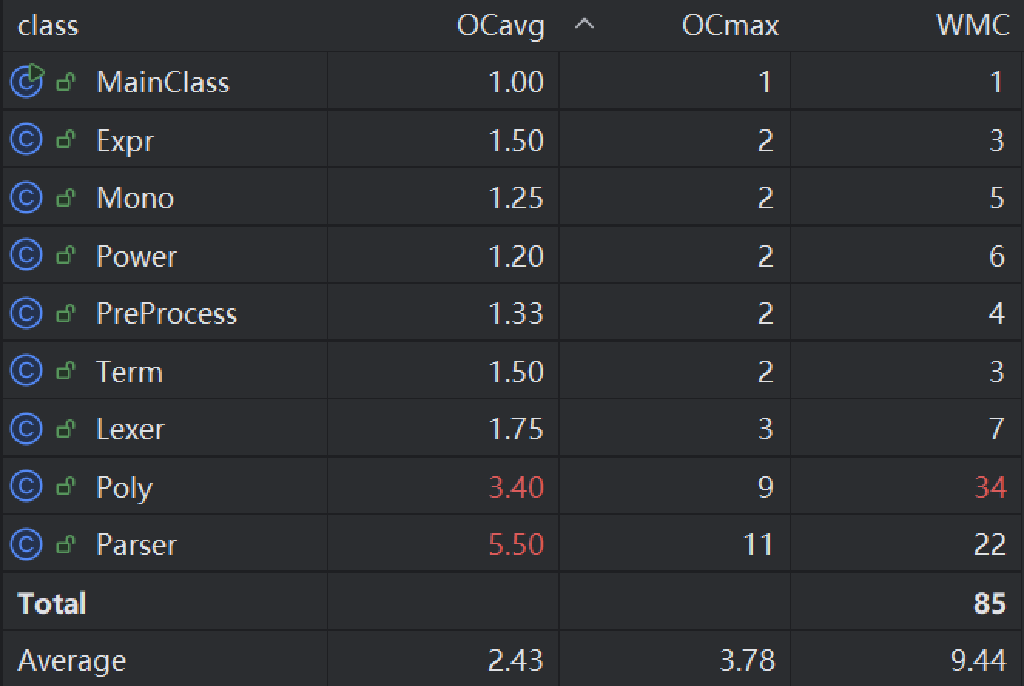 class OCavg OCmax WMC
MainClass 1.00 1 1
Expr 1.50 2 3
Mono 1.25 2 5
Power 1.20 2 6
PreProcess 1.33 2 4
Term 1.50 2 3
Lexer 1.75 3 7
Poly 3.40 9 34
Parser 5.50 11 22
Total 85
Average 2.43 3.78 9.44